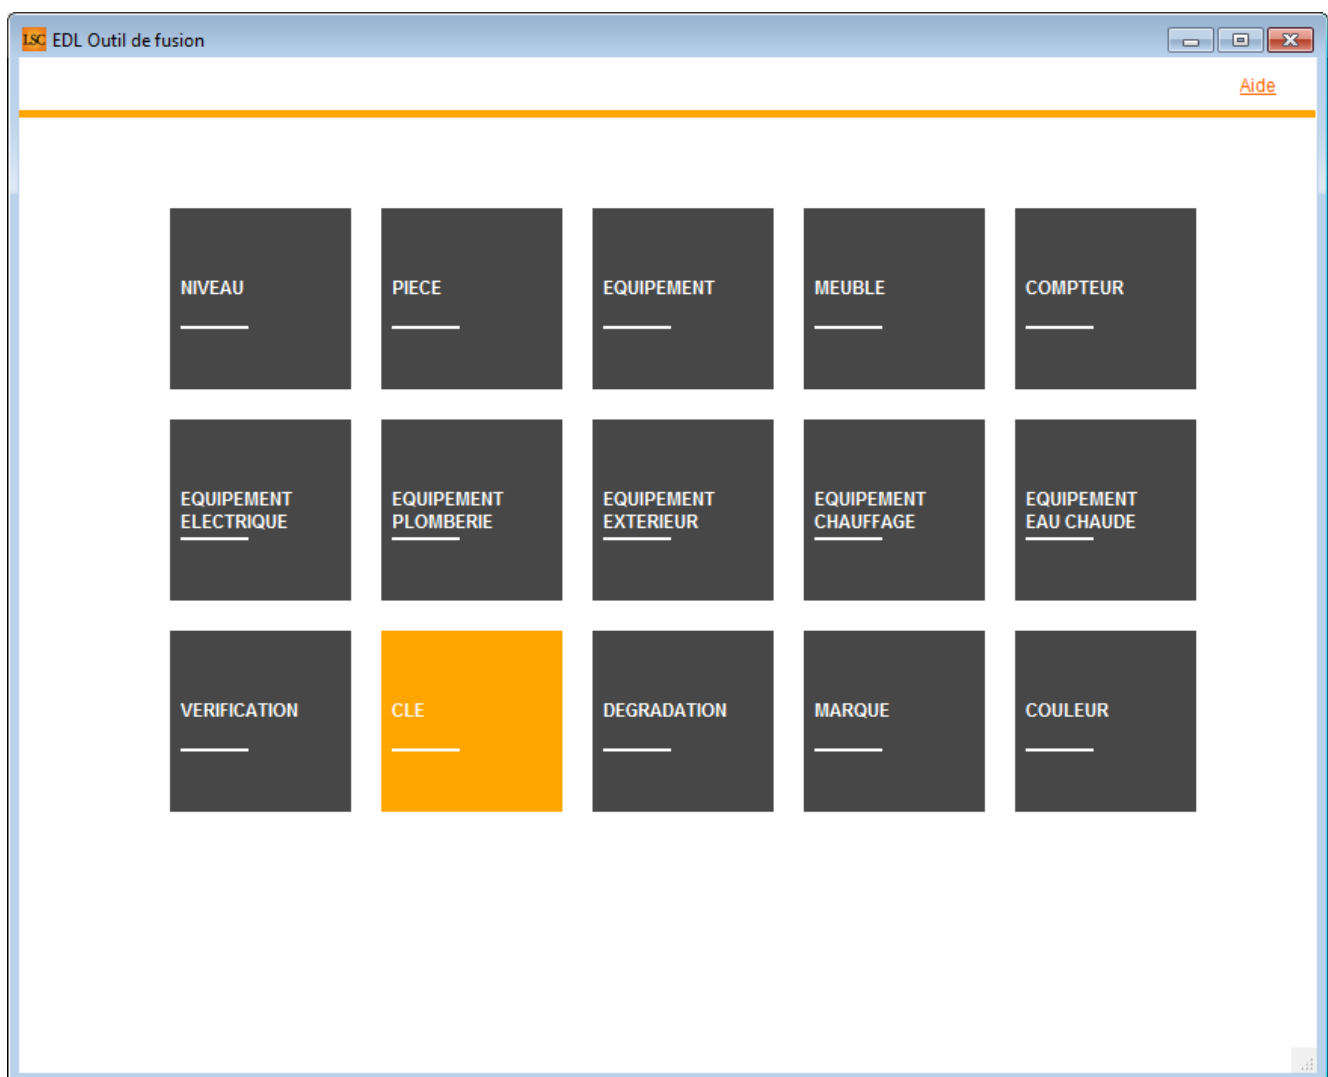 LSC EDL Outil de fusion
Aide
NIVEAU
PIECE
EQUIPEMENT
MEUBLE
COMPTEUR
EQUIPEMENT
ELECTRIQUE
EQUIPEMENT
PLOMBERIE
EQUIPEMENT
EXTERIEUR
EQUIPEMENT
CHAUFFAGE
EQUIPEMENT
EAU CHAUDE
VERIFICATION
CLE
DEGRADATION
MARQUE
COULEUR